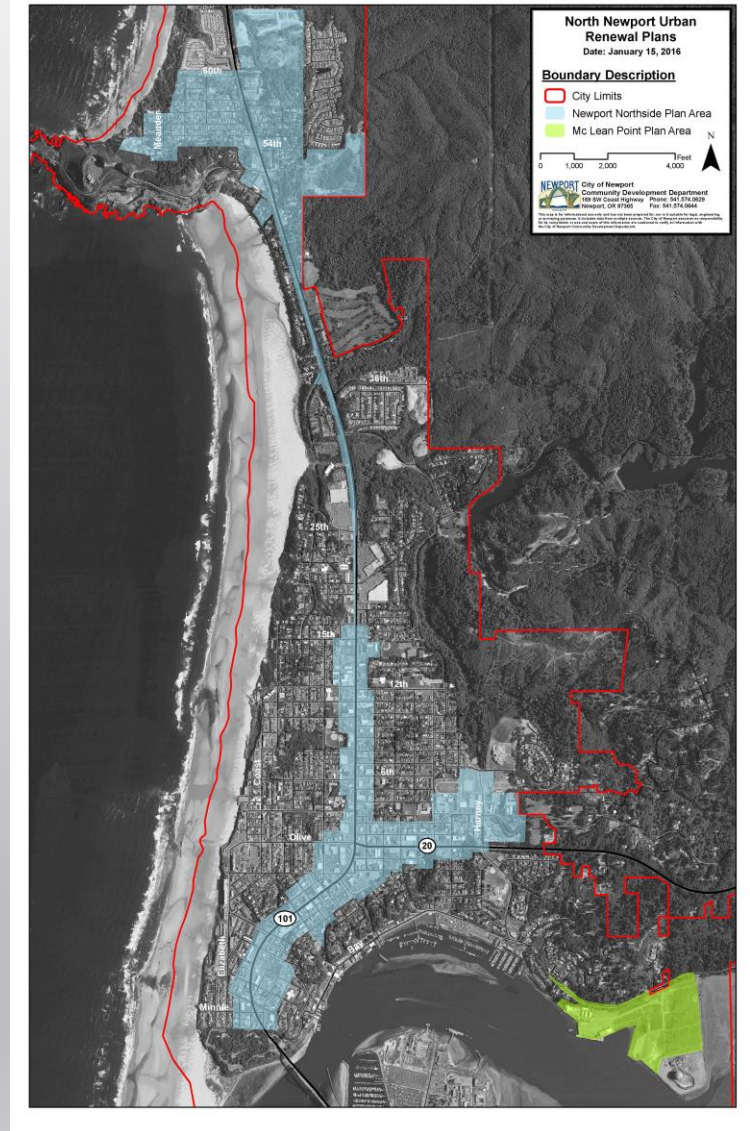 North Newport Urban
Renewal Plans
Date: January 15, 2016
Boundary Description
City Limits
Newport Northside Plan Area
Mc Lean Point Plan Area
N
Feet
0 1,000 2,000 4,000
NEWPORT
City of Newport
Community Development Department
169 SW Coast Highway Phone: 541.574.0629
Newport, OR 97365 Fax: 541.574.0644
60th
Meander
54th
36th
25th
15th
12th
Coast
6th
Harney
Olive
20
101
Elizabeth
Bay
Minnie